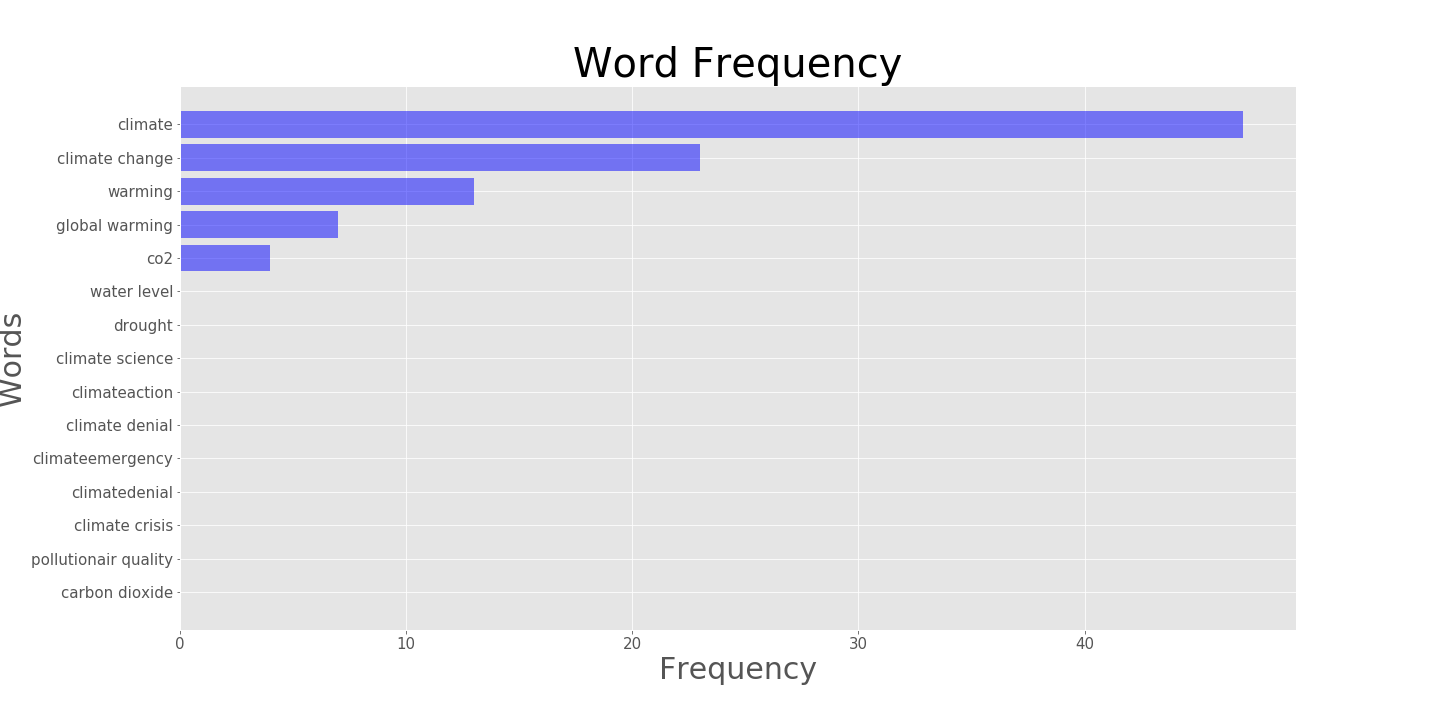 Word Frequency
climate
climate change
warming
global warming
co2
water level
drought
climate science
climateaction
climate denial
climateemergency
climatedenial
climate crisis
pollutionair quality
carbon dioxide
Words
0 10 20 30 40
Frequency